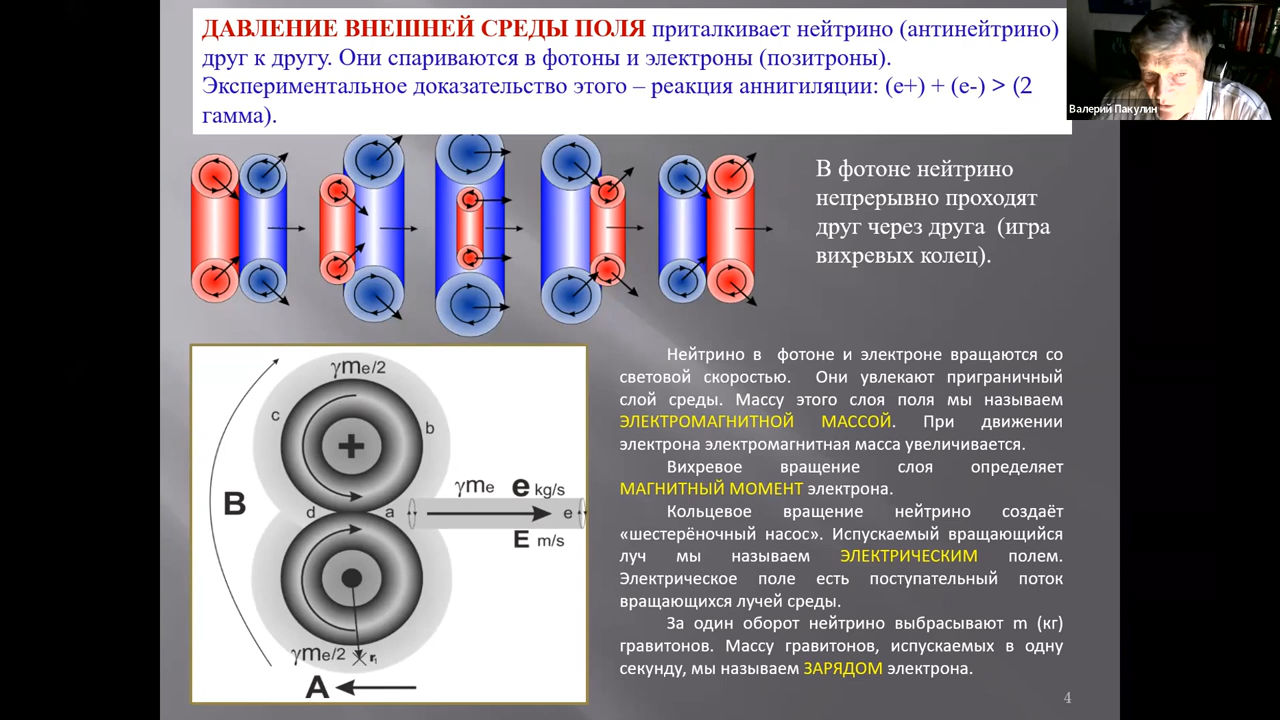 ДАВЛЕНИЕ ВНЕШНЕЙ СРЕДЫ ПОЛЯ приталкивает нейтрино (антинейтрино)
друг к другу. Они спариваются в фотоны и электроны (позитроны).
Экспериментальное доказательство этого – реакция аннигиляции: (e+) + (e-) > (2
гамма).
Валерий Пакулин
В фотоне нейтрино
непрерывно проходят
друг через друга (игра
вихревых колец).
γme/2
c
b
+
B
γme e kg/s
d
a
e
E m/s
γme/2
r1
A
Нейтрино в фотоне и электроне вращаются со
световой скоростью. Они увлекают приграничный
слой среды. Массу этого слоя поля мы называем
ЭЛЕКТРОМАГНИТНОЙ МАССОЙ. При движении
электрона электромагнитная масса увеличивается.
Вихревое вращение слоя определяет
МАГНИТНЫЙ МОМЕНТ электрона.
Кольцевое вращение нейтрино создаёт
«шестерёночный насос». Испускаемый вращающийся
луч мы называем ЭЛЕКТРИЧЕСКИМ полем.
Электрическое поле есть поступательный поток
вращающихся лучей среды.
За один оборот нейтрино выбрасывают m (кг)
гравитонов. Массу гравитонов, испускаемых в одну
секунду, мы называем ЗАРЯДОМ электрона.
4